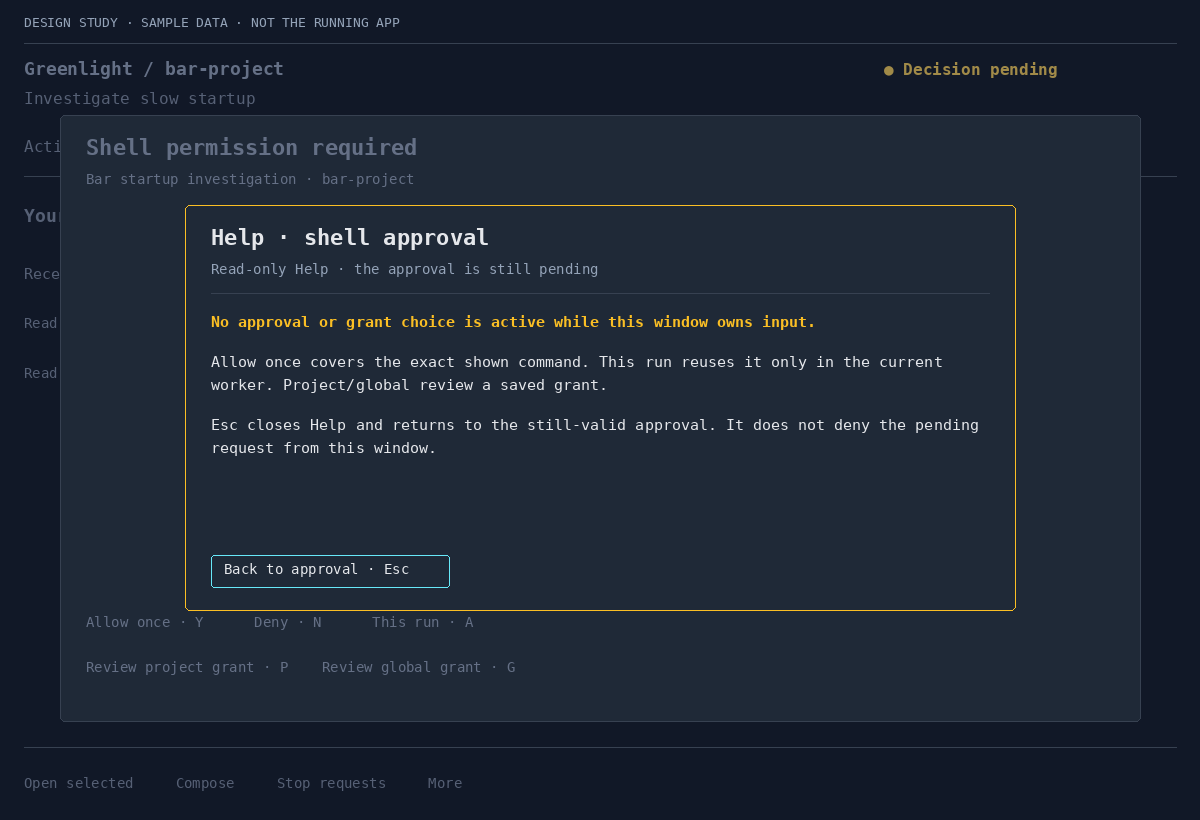 DESIGN STUDY · SAMPLE DATA · NOT THE RUNNING APP
Greenlight / bar-project
● Decision pending
Investigate slow startup
Acti
Shell permission required
Bar startup investigation · bar-project
Your
Help · shell approval
Read-only Help · the approval is still pending
Rece
No approval or grant choice is active while this window owns input.
Read
Allow once covers the exact shown command. This run reuses it only in the current
worker. Project/global review a saved grant.
Read
Esc closes Help and returns to the still-valid approval. It does not deny the pending
request from this window.
Back to approval · Esc
Allow once · Y
Deny · N
This run · A
Review project grant · P
Review global grant · G
Open selected
Compose
Stop requests
More